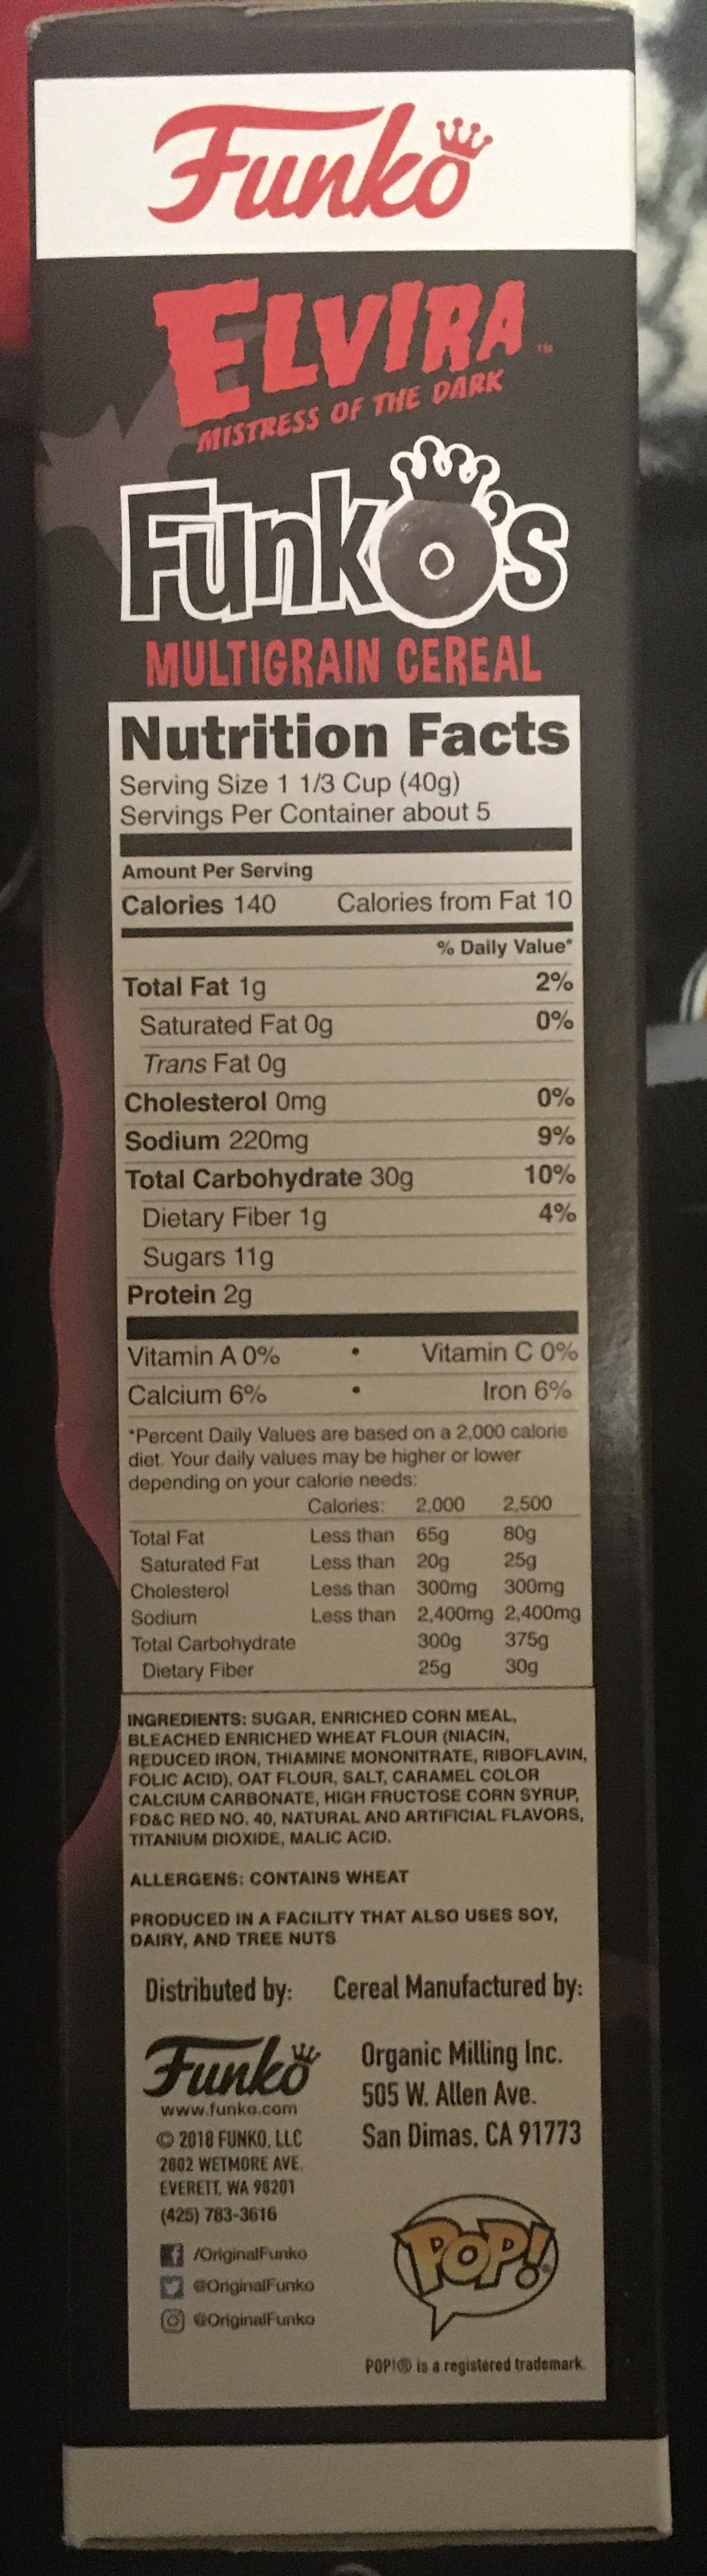 Funko
ELVIRA™
MISTRESS OF THE DARK
Funko's
MULTIGRAIN CEREAL
Nutrition Facts
Serving Size 1 1/3 Cup (40g)
Servings Per Container about 5
Amount Per Serving
Calories 140 Calories from Fat 10
% Daily Value*
Total Fat 1g 2%
Saturated Fat 0g 0%
Trans Fat 0g
Cholesterol 0mg 0%
Sodium 220mg 9%
Total Carbohydrate 30g 10%
Dietary Fiber 1g 4%
Sugars 11g
Protein 2g
Vitamin A 0% • Vitamin C 0%
Calcium 6% • Iron 6%
*Percent Daily Values are based on a 2,000 calorie
diet. Your daily values may be higher or lower
depending on your calorie needs:
Calories: 2,000 2,500
Total Fat Less than 65g 80g
Saturated Fat Less than 20g 25g
Cholesterol Less than 300mg 300mg
Sodium Less than 2,400mg 2,400mg
Total Carbohydrate 300g 375g
Dietary Fiber 25g 30g
INGREDIENTS: SUGAR, ENRICHED CORN MEAL,
BLEACHED ENRICHED WHEAT FLOUR (NIACIN,
REDUCED IRON, THIAMINE MONONITRATE, RIBOFLAVIN,
FOLIC ACID), OAT FLOUR, SALT, CARAMEL COLOR
CALCIUM CARBONATE, HIGH FRUCTOSE CORN SYRUP,
FD&C RED NO. 40, NATURAL AND ARTIFICIAL FLAVORS,
TITANIUM DIOXIDE, MALIC ACID.
ALLERGENS: CONTAINS WHEAT
PRODUCED IN A FACILITY THAT ALSO USES SOY,
DAIRY, AND TREE NUTS
Distributed by:
Funko
www.funko.com
© 2018 FUNKO, LLC
2802 WETMORE AVE.
EVERETT, WA 98201
(425) 783-3616
/OriginalFunko
@OriginalFunko
@OriginalFunko
Cereal Manufactured by:
Organic Milling Inc.
505 W. Allen Ave.
San Dimas, CA 91773
POP!®
POP!® is a registered trademark.